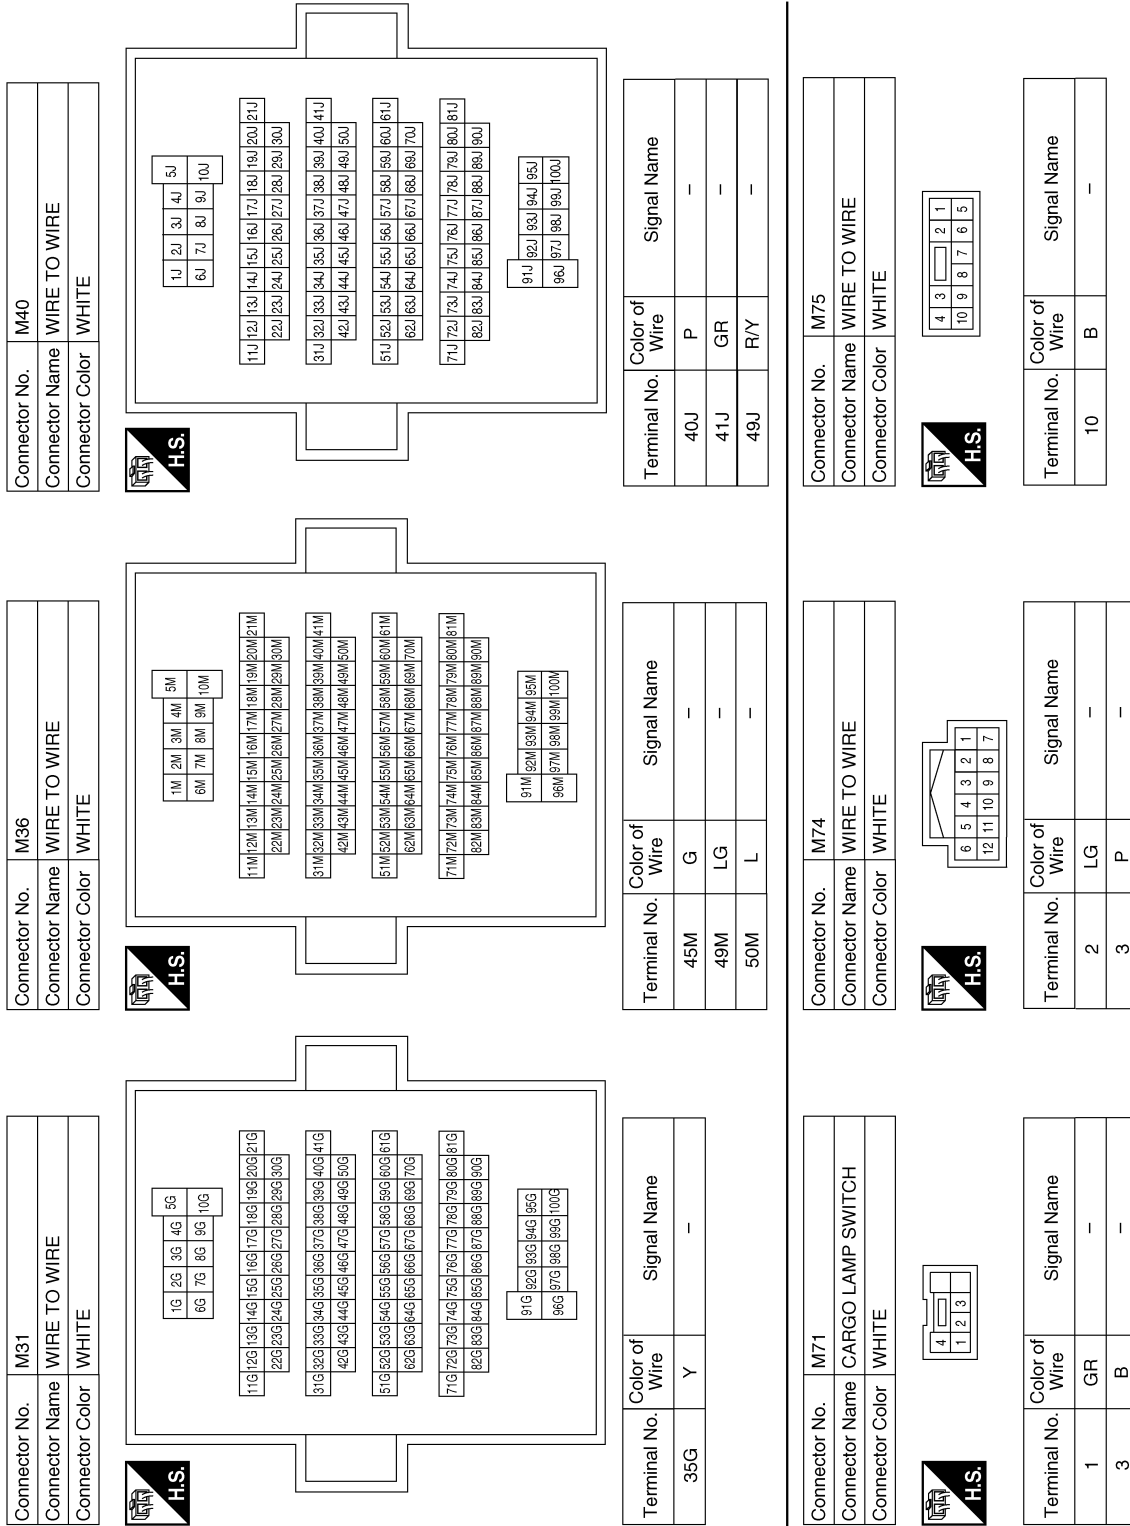 Connector No. M31
Connector Name WIRE TO WIRE
Connector Color WHITE
H.S.
1G 2G 3G 4G 5G
6G 7G 8G 9G 10G
11G 12G 13G 14G 15G 16G 17G 18G 19G 20G 21G
22G 23G 24G 25G 26G 27G 28G 29G 30G
31G 32G 33G 34G 35G 36G 37G 38G 39G 40G 41G
42G 43G 44G 45G 46G 47G 48G 49G 50G
51G 52G 53G 54G 55G 56G 57G 58G 59G 60G 61G
62G 63G 64G 65G 66G 67G 68G 69G 70G
71G 72G 73G 74G 75G 76G 77G 78G 79G 80G 81G
82G 83G 84G 85G 86G 87G 88G 89G 90G
91G 92G 93G 94G 95G
96G 97G 98G 99G 100G
Terminal No. Color of Wire Signal Name
35G Y –
Connector No. M36
Connector Name WIRE TO WIRE
Connector Color WHITE
H.S.
1M 2M 3M 4M 5M
6M 7M 8M 9M 10M
11M 12M 13M 14M 15M 16M 17M 18M 19M 20M 21M
22M 23M 24M 25M 26M 27M 28M 29M 30M
31M 32M 33M 34M 35M 36M 37M 38M 39M 40M 41M
42M 43M 44M 45M 46M 47M 48M 49M 50M
51M 52M 53M 54M 55M 56M 57M 58M 59M 60M 61M
62M 63M 64M 65M 66M 67M 68M 69M 70M
71M 72M 73M 74M 75M 76M 77M 78M 79M 80M 81M
82M 83M 84M 85M 86M 87M 88M 89M 90M
91M 92M 93M 94M 95M
96M 97M 98M 99M 100M
Terminal No. Color of Wire Signal Name
45M G –
49M LG –
50M L –
Connector No. M40
Connector Name WIRE TO WIRE
Connector Color WHITE
H.S.
1J 2J 3J 4J 5J
6J 7J 8J 9J 10J
11J 12J 13J 14J 15J 16J 17J 18J 19J 20J 21J
22J 23J 24J 25J 26J 27J 28J 29J 30J
31J 32J 33J 34J 35J 36J 37J 38J 39J 40J 41J
42J 43J 44J 45J 46J 47J 48J 49J 50J
51J 52J 53J 54J 55J 56J 57J 58J 59J 60J 61J
62J 63J 64J 65J 66J 67J 68J 69J 70J
71J 72J 73J 74J 75J 76J 77J 78J 79J 80J 81J
82J 83J 84J 85J 86J 87J 88J 89J 90J
91J 92J 93J 94J 95J
96J 97J 98J 99J 100J
Terminal No. Color of Wire Signal Name
40J P –
41J GR –
49J R/Y –
Connector No. M71
Connector Name CARGO LAMP SWITCH
Connector Color WHITE
H.S.
4
1 2 3
Terminal No. Color of Wire Signal Name
1 GR –
3 B –
Connector No. M74
Connector Name WIRE TO WIRE
Connector Color WHITE
H.S.
6 5 4 3 2 1
12 11 10 9 8 7
Terminal No. Color of Wire Signal Name
2 LG –
3 P –
Connector No. M75
Connector Name WIRE TO WIRE
Connector Color WHITE
H.S.
4 3 2 1
10 9 8 7 6 5
Terminal No. Color of Wire Signal Name
10 B –